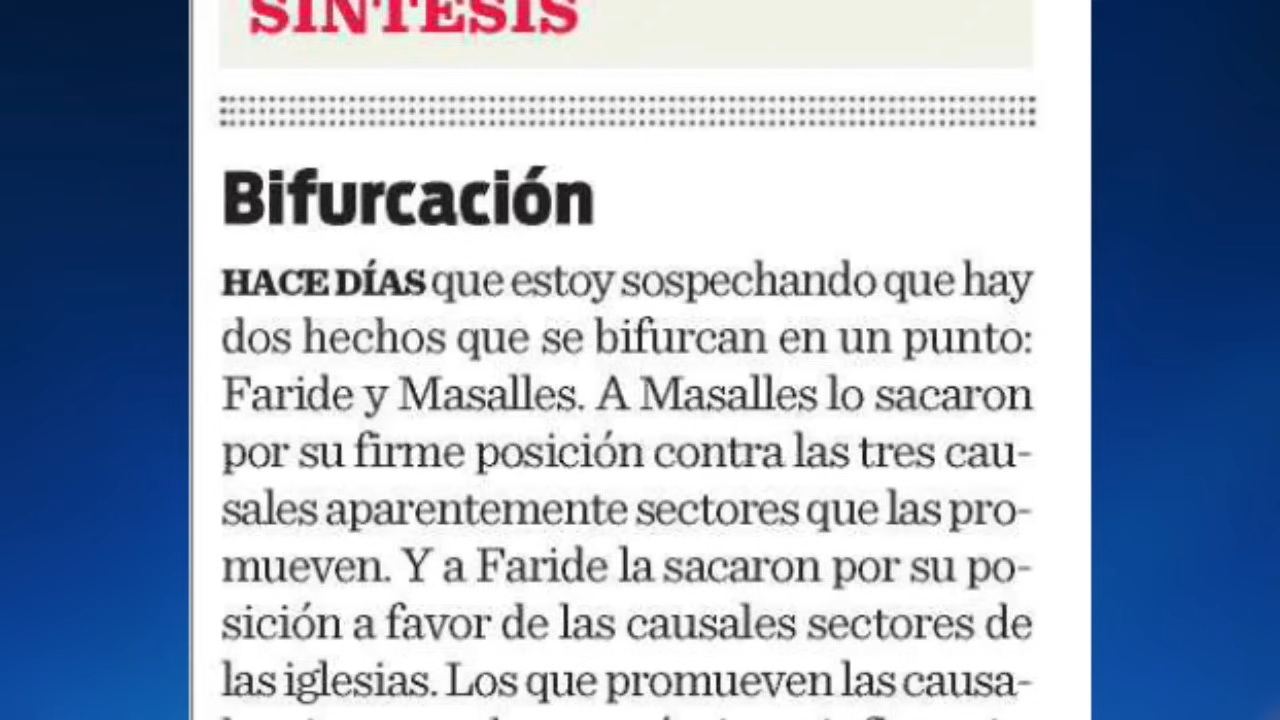 SÍNTESIS
Bifurcación
HACE DÍAS que estoy sospechando que hay
dos hechos que se bifurcan en un punto:
Faride y Masalles. A Masalles lo sacaron
por su firme posición contra las tres cau-
sales aparentemente sectores que las pro-
mueven. Y a Faride la sacaron por su po-
sición a favor de las causales sectores de
las iglesias. Los que promueven las causa-